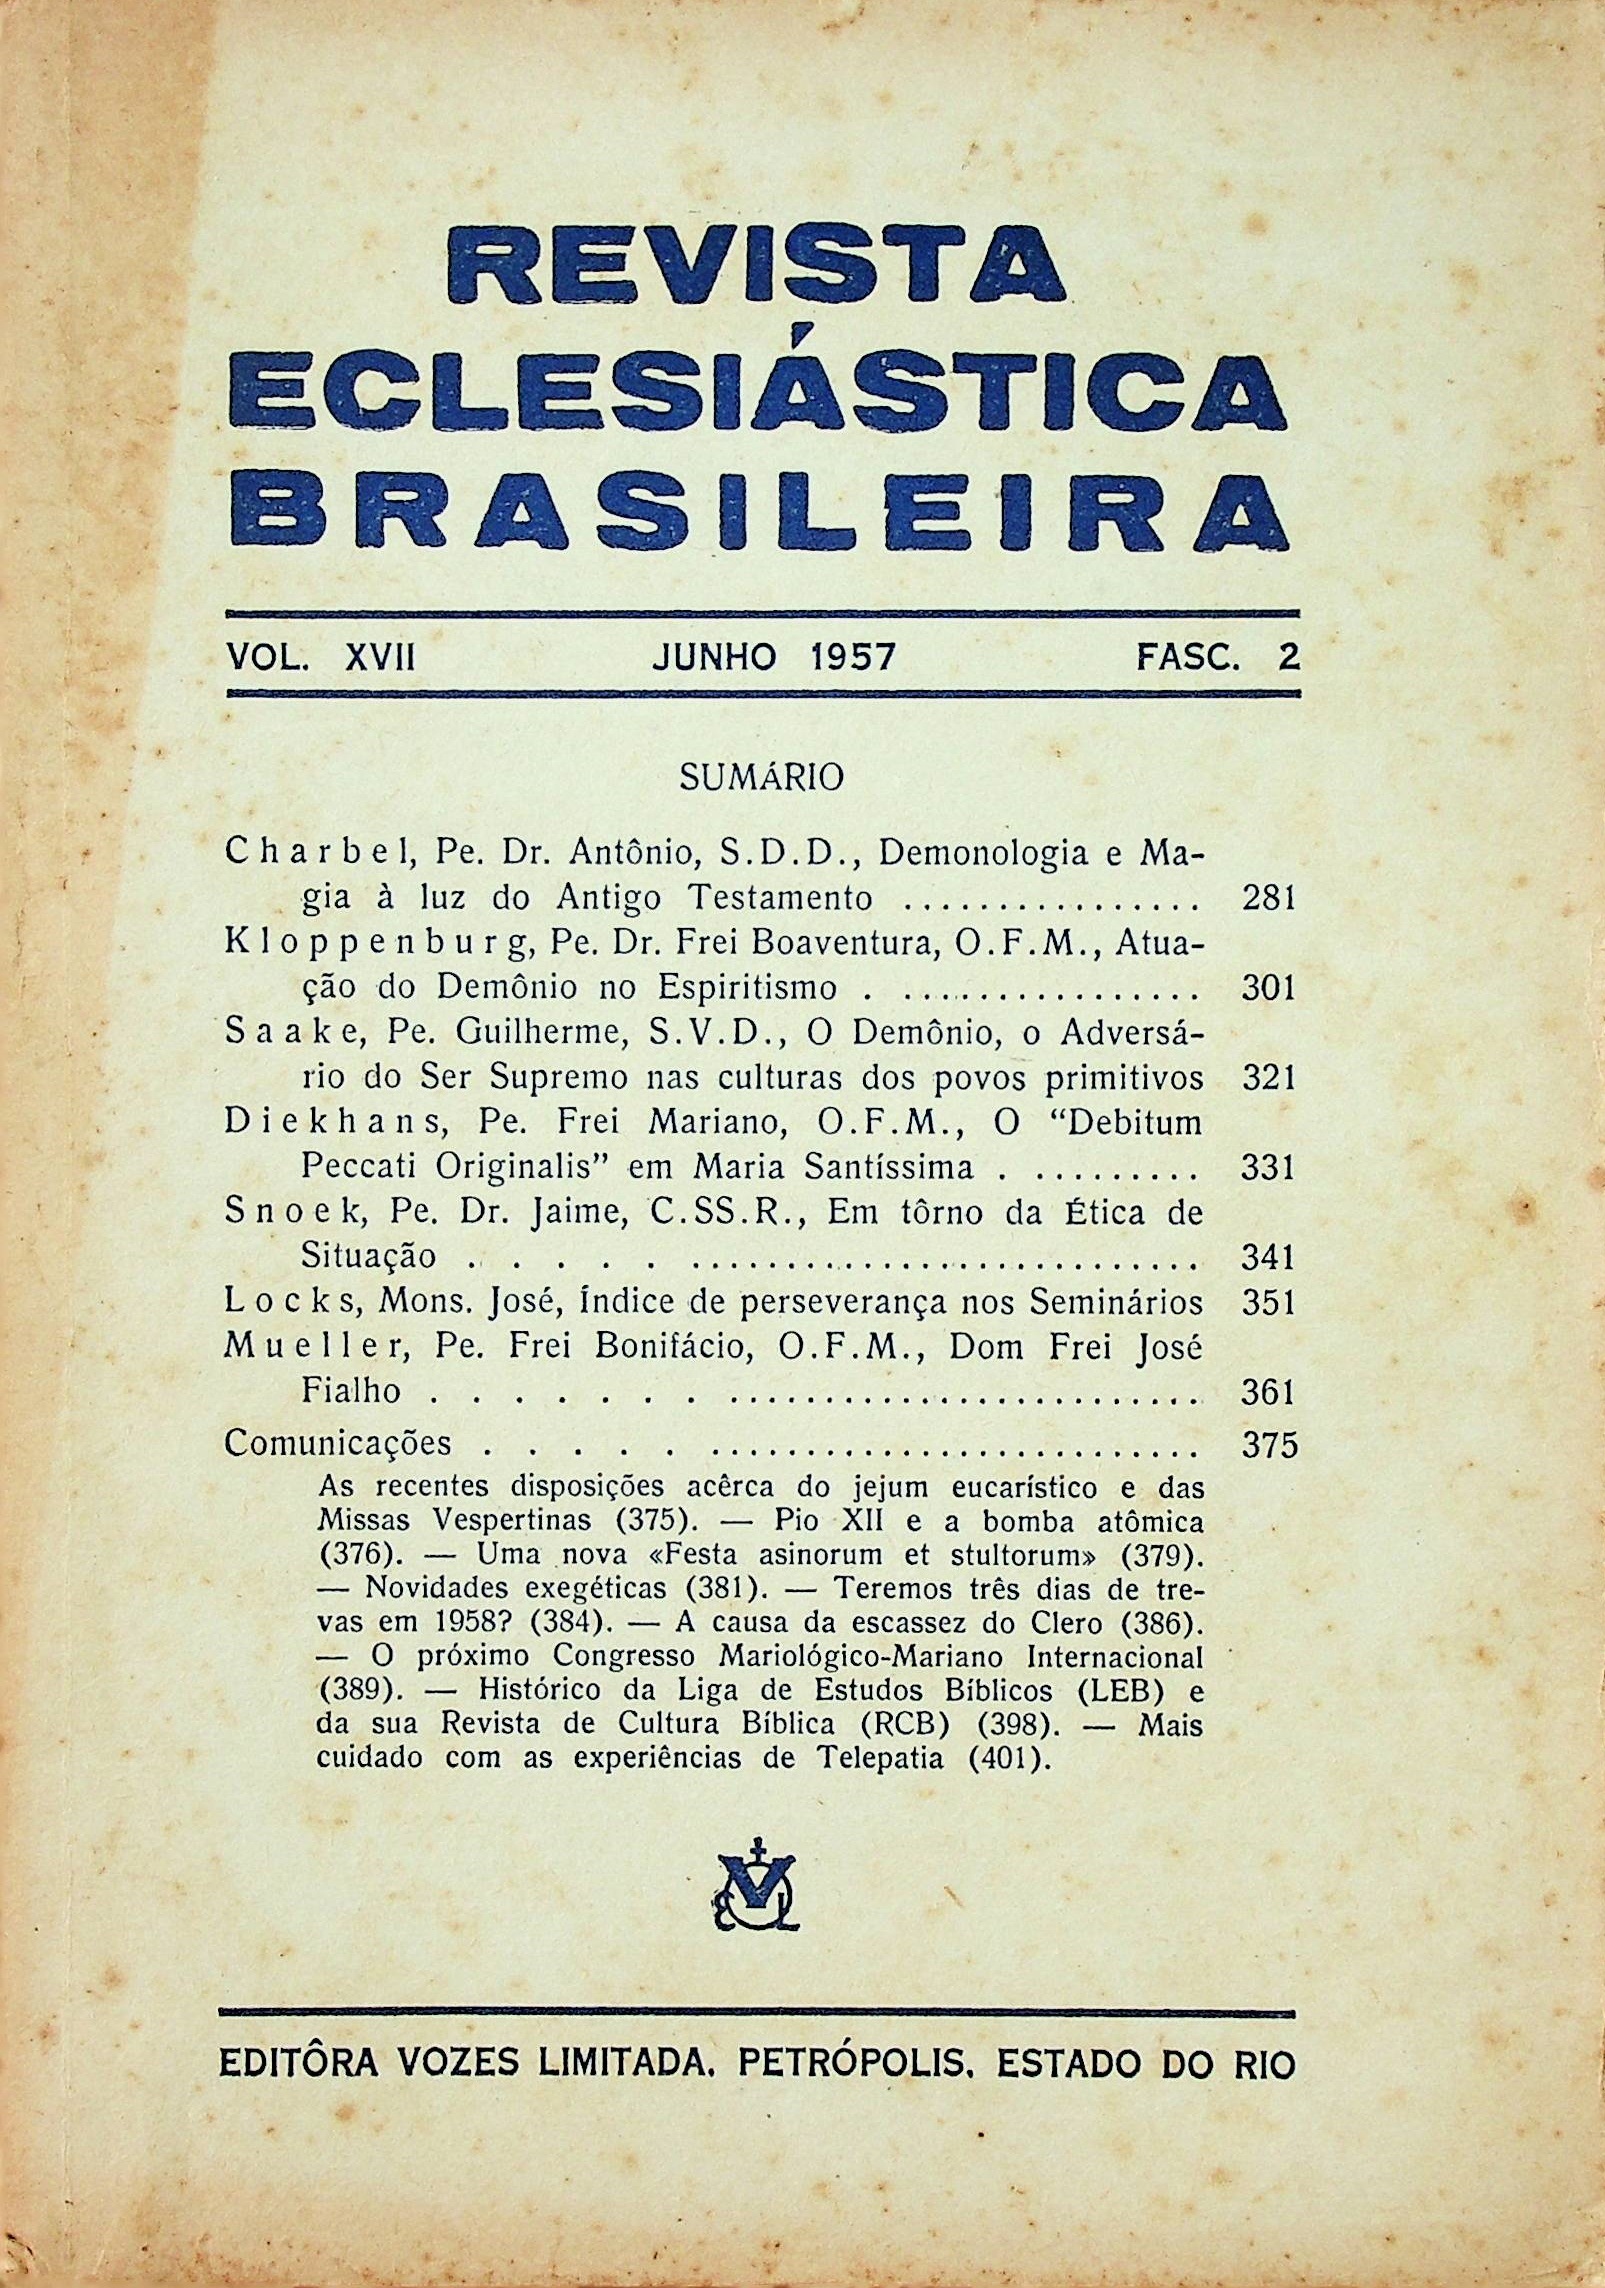 REVISTA
ECLESIÁSTICA
BRASILEIRA
VOL. XVII JUNHO 1957 FASC. 2
SUMÁRIO
Charbel, Pe. Dr. Antônio, S.D.D., Demonologia e Ma-
gia à luz do Antigo Testamento ................ 281
Kloppenburg, Pe. Dr. Frei Boaventura, O.F.M., Atua-
ção do Demônio no Espiritismo . ................ 301
Saake, Pe. Guilherme, S.V.D., O Demônio, o Adversá-
rio do Ser Supremo nas culturas dos povos primitivos 321
Diekhans, Pe. Frei Mariano, O.F.M., O “Debitum
Peccati Originalis” em Maria Santíssima . ......... 331
Snoek, Pe. Dr. Jaime, C.SS.R., Em tôrno da Ética de
Situação . . . . . ........................... 341
Locks, Mons. José, Índice de perseverança nos Seminários 351
Mueller, Pe. Frei Bonifácio, O.F.M., Dom Frei José
Fialho . . . . . . . ......................... 361
Comunicações . . . . . .......................... 375
As recentes disposições acêrca do jejum eucarístico e das
Missas Vespertinas (375). — Pio XII e a bomba atômica
(376). — Uma nova «Festa asinorum et stultorum» (379).
— Novidades exegéticas (381). — Teremos três dias de tre-
vas em 1958? (384). — A causa da escassez do Clero (386).
— O próximo Congresso Mariológico-Mariano Internacional
(389). — Histórico da Liga de Estudos Bíblicos (LEB) e
da sua Revista de Cultura Bíblica (RCB) (398). — Mais
cuidado com as experiências de Telepatia (401).
EDITÔRA VOZES LIMITADA. PETRÓPOLIS. ESTADO DO RIO